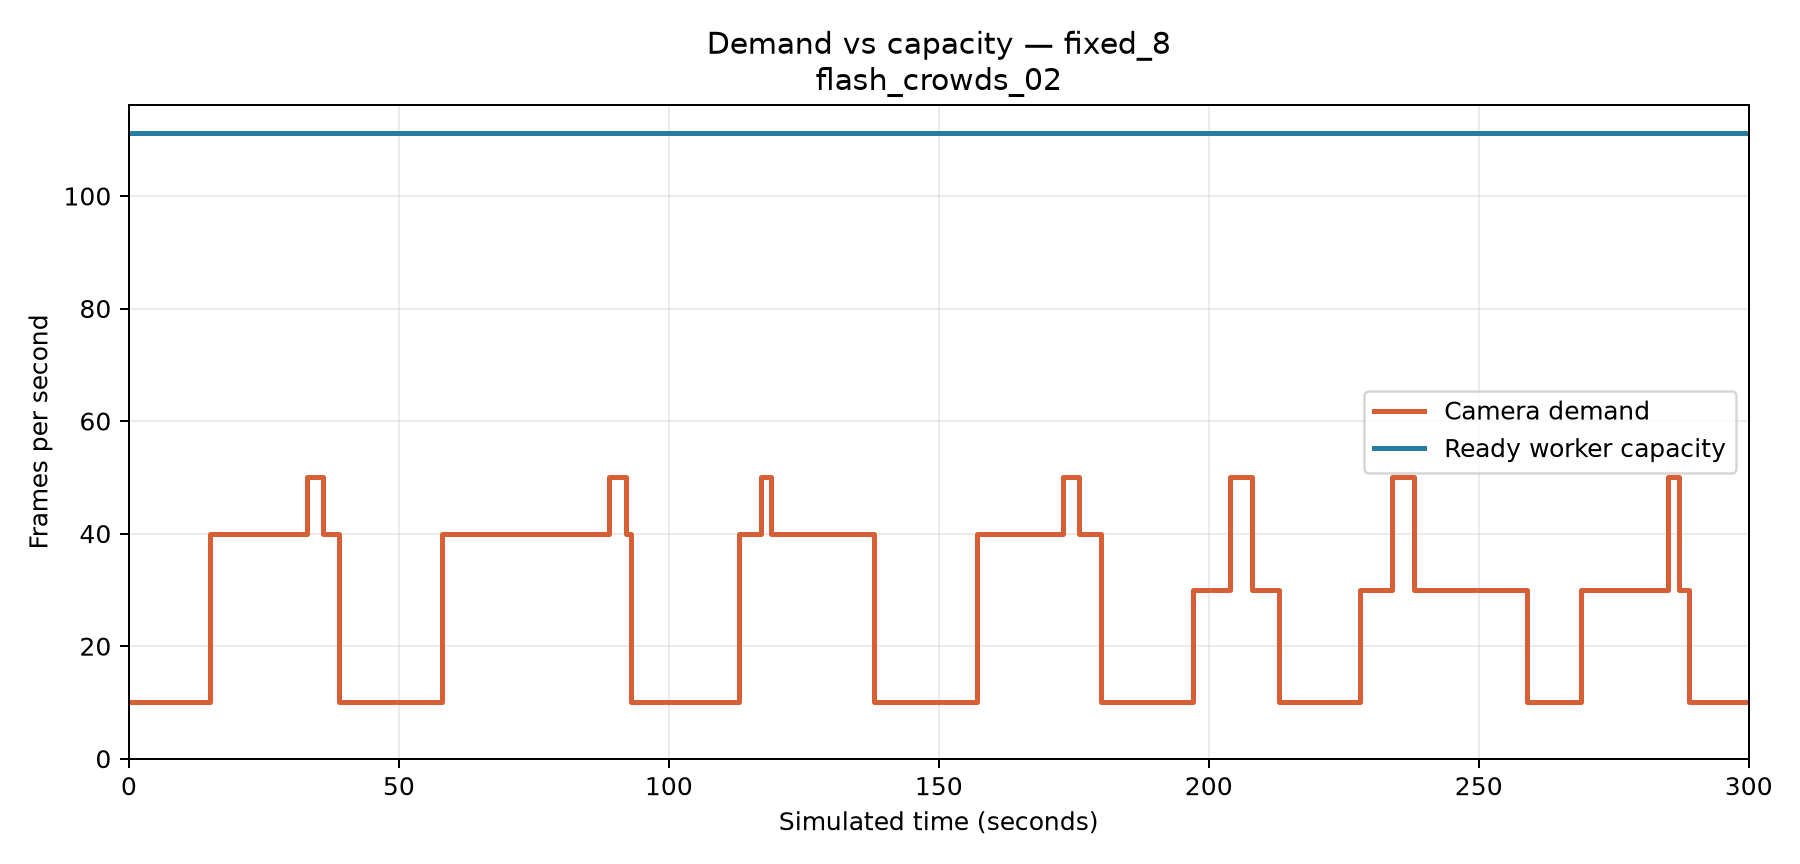 Demand vs capacity — fixed_8
flash_crowds_02
Frames per second
100
80
60
40
20
0
Camera demand
Ready worker capacity
0 50 100 150 200 250 300
Simulated time (seconds)